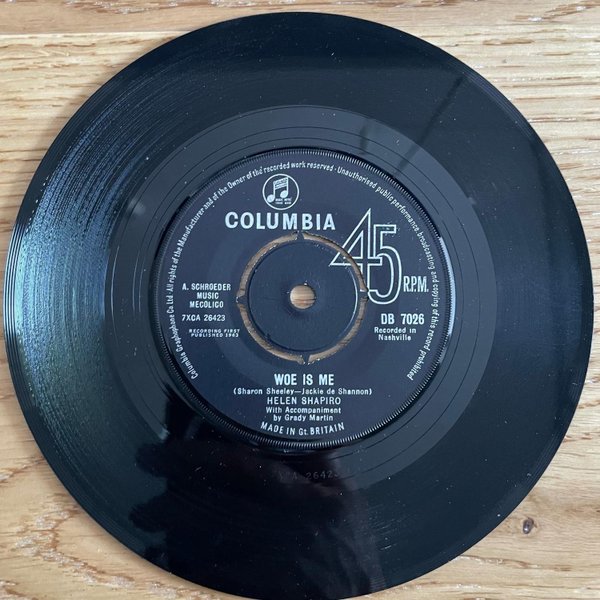 Columbia Graphophone Co Ltd. All rights of the Manufacturer and of the Owner of the recorded work reserved · Unauthorised public performance, broadcasting and copying of this record prohibited
COLUMBIA
45
R.P.M.
A. SCHROEDER
MUSIC
MECOLICO
7XCA 26423
RECORDING FIRST
PUBLISHED 1963
DB 7026
Recorded in
Nashville
WOE IS ME
(Sharon Sheeley—Jackie de Shannon)
HELEN SHAPIRO
With Accompaniment
by Grady Martin
MADE IN Gt. BRITAIN